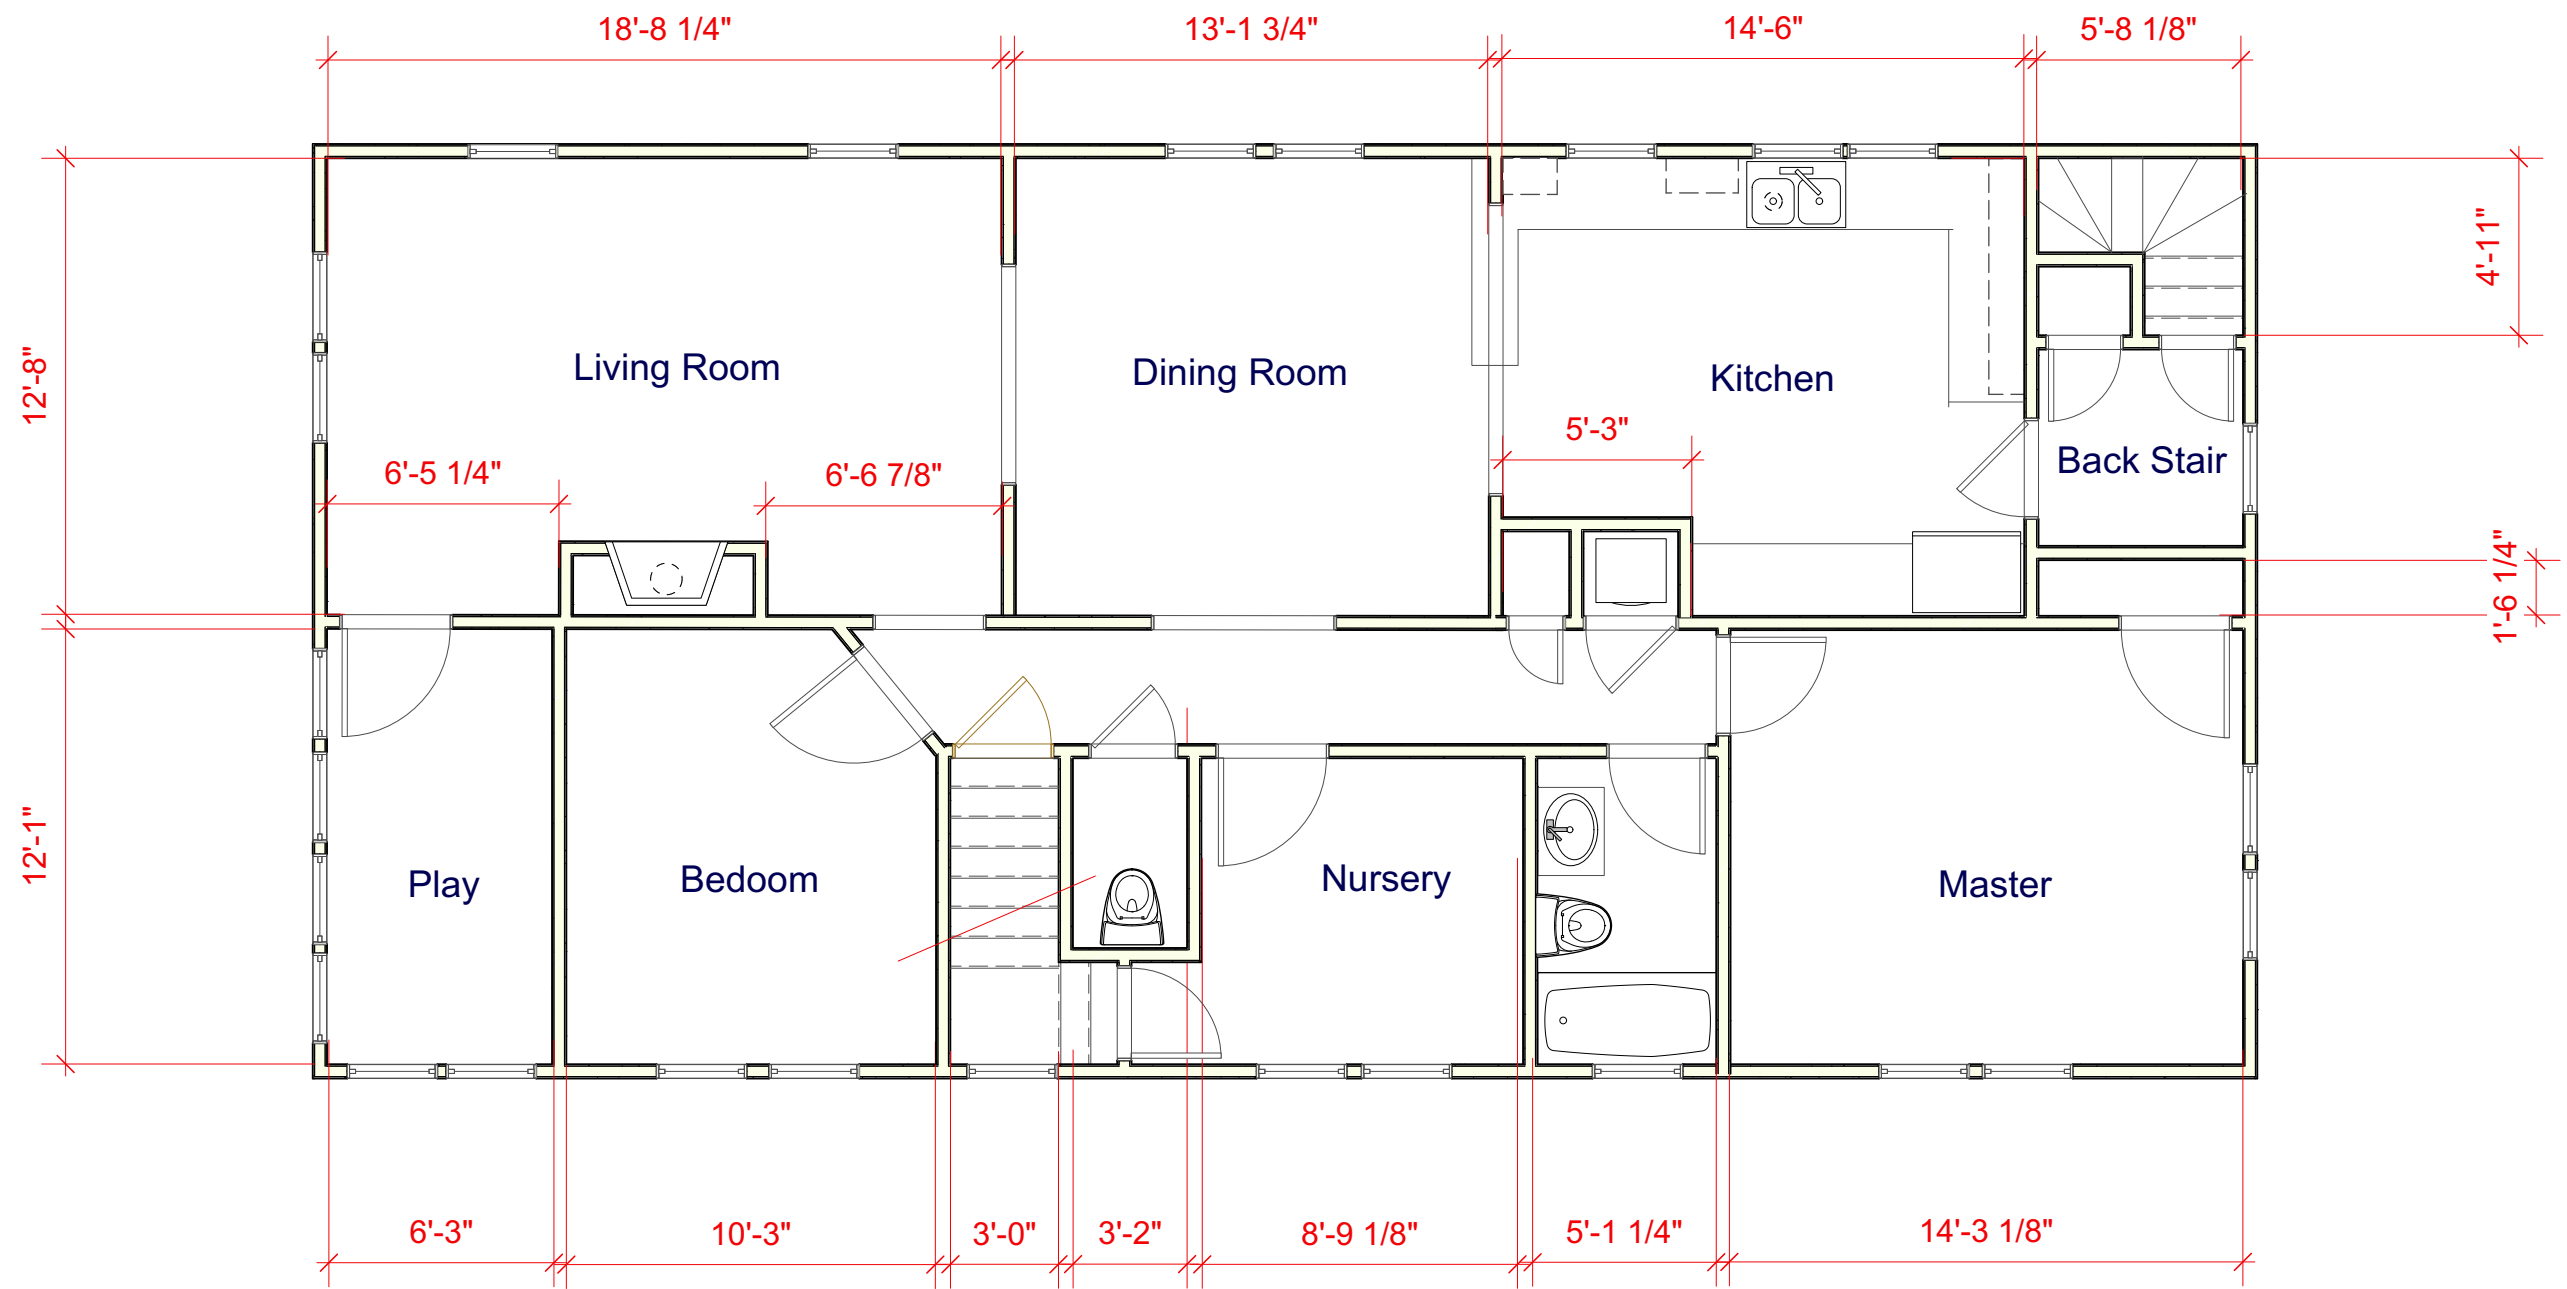 18'-8 1/4"
13'-1 3/4"
14'-6"
5'-8 1/8"
4'-11"
12'-8"
Living Room
Dining Room
Kitchen
5'-3"
Back Stair
6'-5 1/4"
6'-6 7/8"
1'-6 1/4"
12'-1"
Play
Bedoom
Nursery
Master
6'-3"
10'-3"
3'-0"
3'-2"
8'-9 1/8"
5'-1 1/4"
14'-3 1/8"